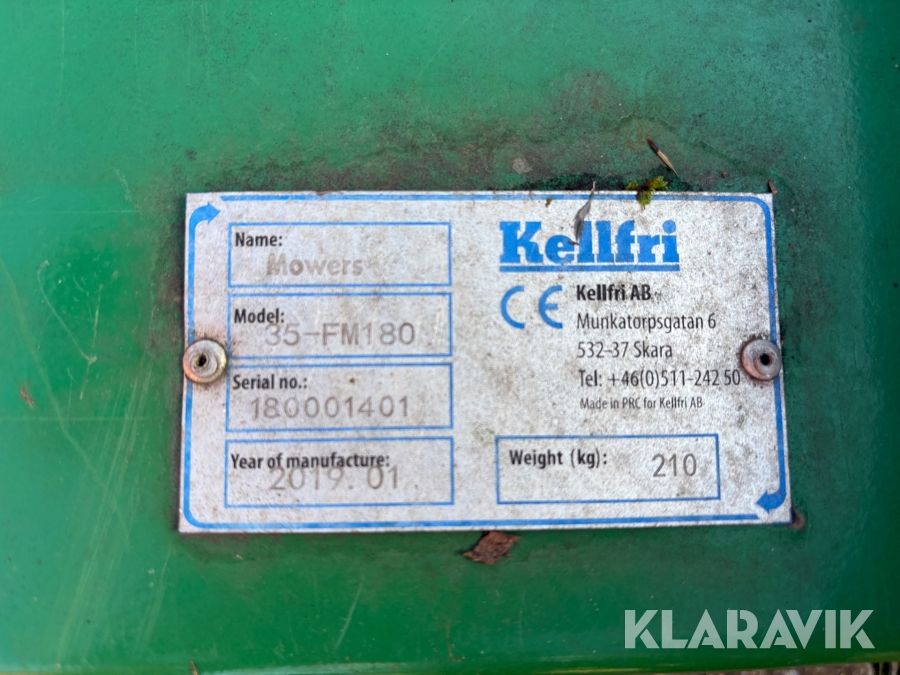 Name:
Mowers
Model:
35-FM180
Serial no.:
180001401
Year of manufacture:
2019.01
Kellfri
CE
Kellfri AB
Munkatorpsgatan 6
532-37 Skara
Tel: +46(0)511-242 50
Made in PRC for Kellfri AB
Weight (kg): 210
KLARAVIK